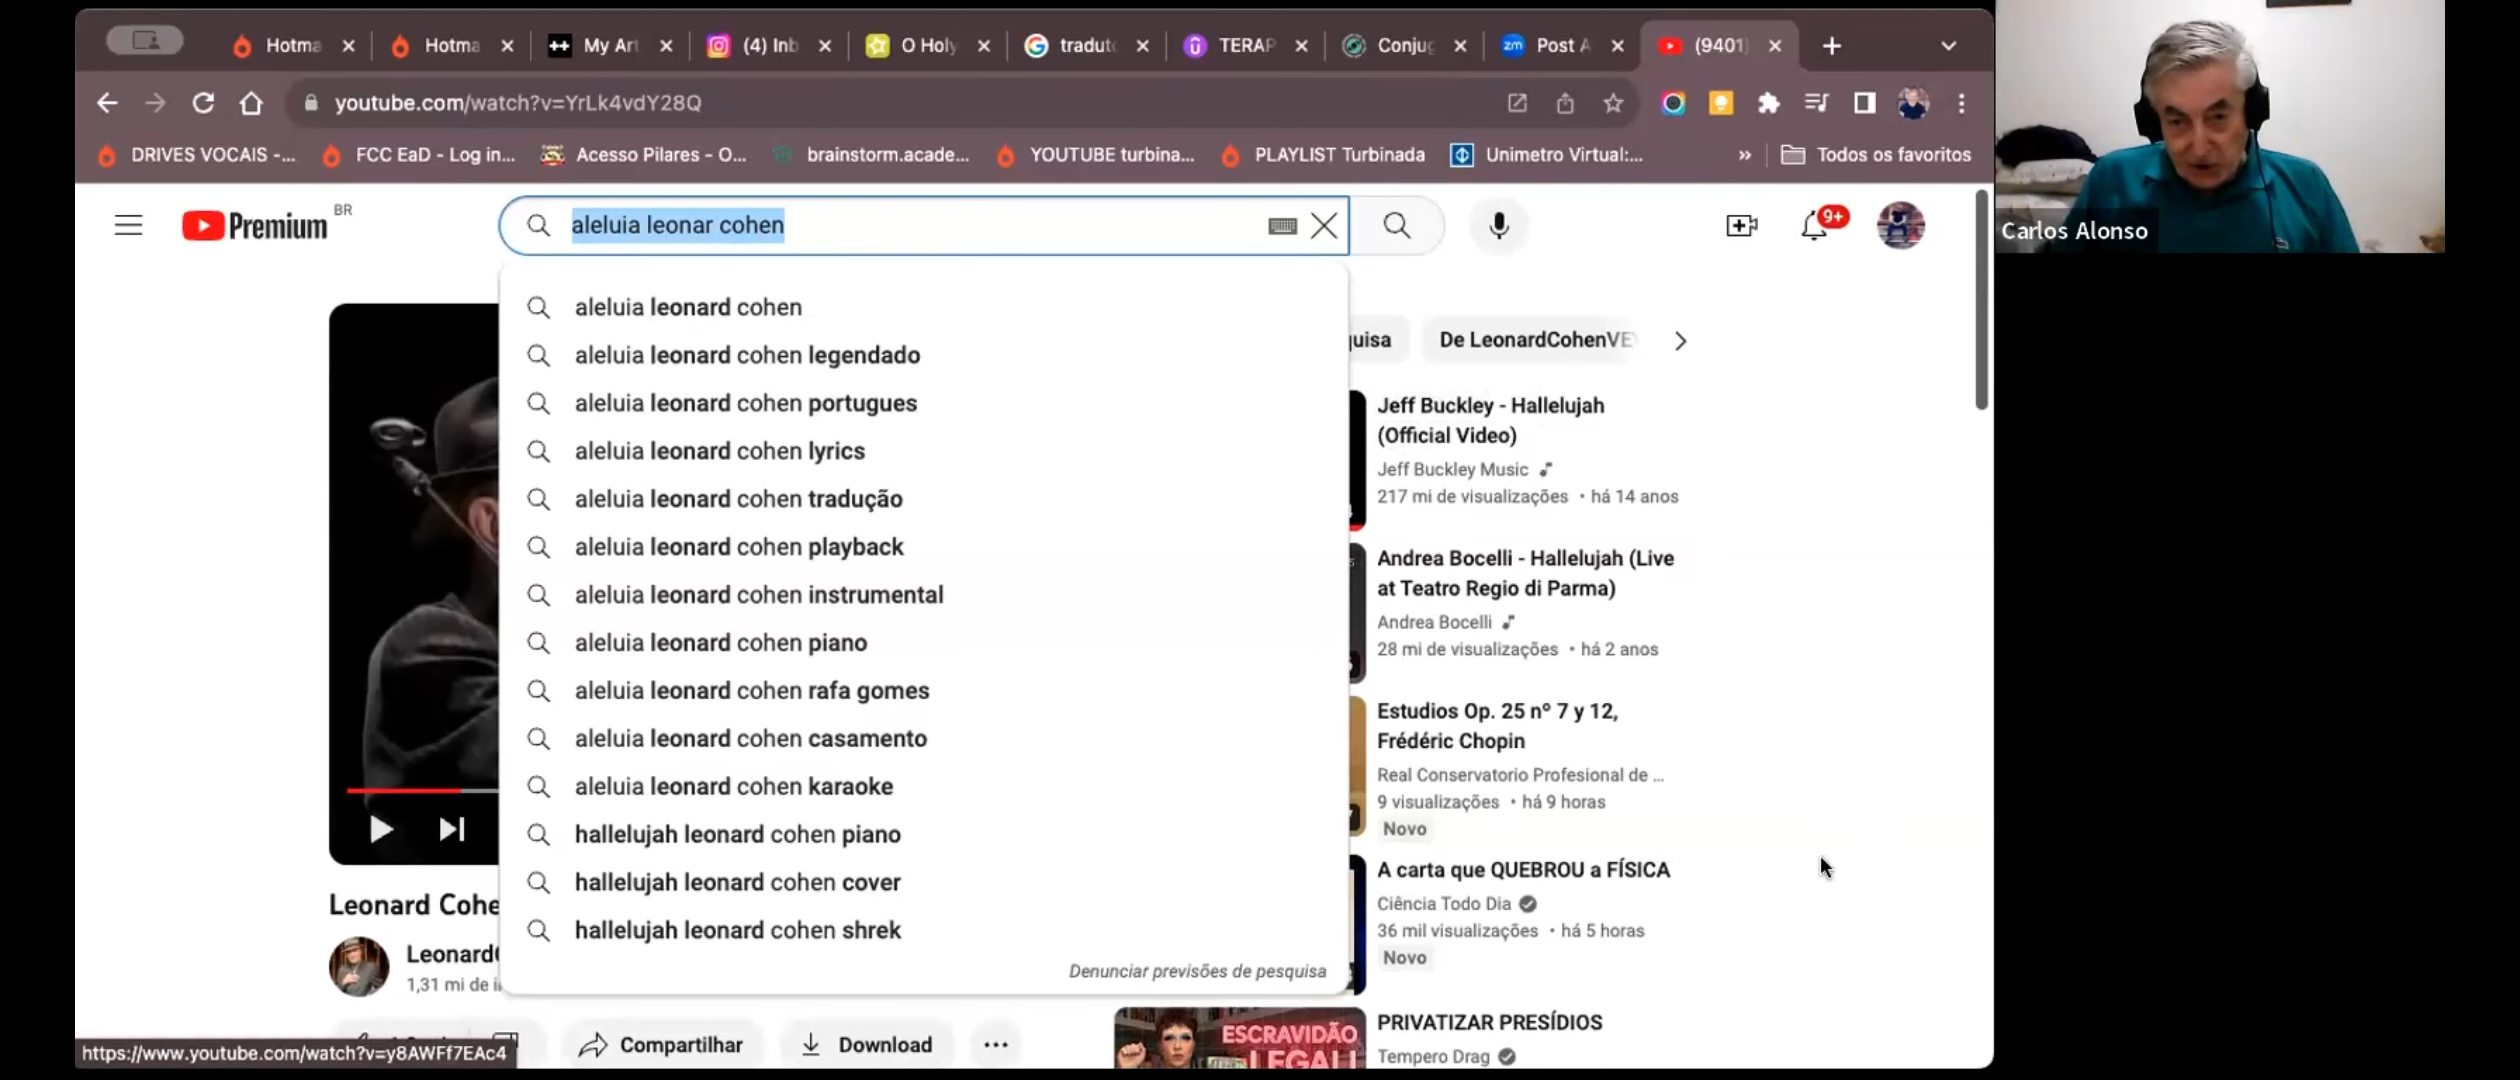 Hotma
Hotma
My Art
(4) Inb
O Holy
traduto
TERAP
Conjug
zm
Post A
(9401)
youtube.com/watch?v=YrLk4vdY28Q
DRIVES VOCAIS -...
FCC EaD - Log in...
Acesso Pilares - O...
brainstorm.acade...
YOUTUBE turbina...
PLAYLIST Turbinada
Unimetro Virtual:...
»
Todos os favoritos
Premium BR
aleluia leonar cohen
9+
Carlos Alonso
aleluia leonard cohen
aleluia leonard cohen legendado
aleluia leonard cohen portugues
aleluia leonard cohen lyrics
aleluia leonard cohen tradução
aleluia leonard cohen playback
aleluia leonard cohen instrumental
aleluia leonard cohen piano
aleluia leonard cohen rafa gomes
aleluia leonard cohen casamento
aleluia leonard cohen karaoke
hallelujah leonard cohen piano
hallelujah leonard cohen cover
hallelujah leonard cohen shrek
Denunciar previsões de pesquisa
quisa
De LeonardCohenVE
Jeff Buckley - Hallelujah
(Official Video)
Jeff Buckley Music
217 mi de visualizações • há 14 anos
Andrea Bocelli - Hallelujah (Live
at Teatro Regio di Parma)
Andrea Bocelli
28 mi de visualizações • há 2 anos
Estudios Op. 25 nº 7 y 12,
Frédéric Chopin
Real Conservatorio Profesional de ...
9 visualizações • há 9 horas
Novo
A carta que QUEBROU a FÍSICA
Ciência Todo Dia
36 mil visualizações • há 5 horas
Novo
ESCRAVIDÃO
LEGAL!
PRIVATIZAR PRESÍDIOS
Tempero Drag
Leonard Cohe
Leonard
1,31 mi de i
Compartilhar
Download
https://www.youtube.com/watch?v=y8AWFf7EAc4